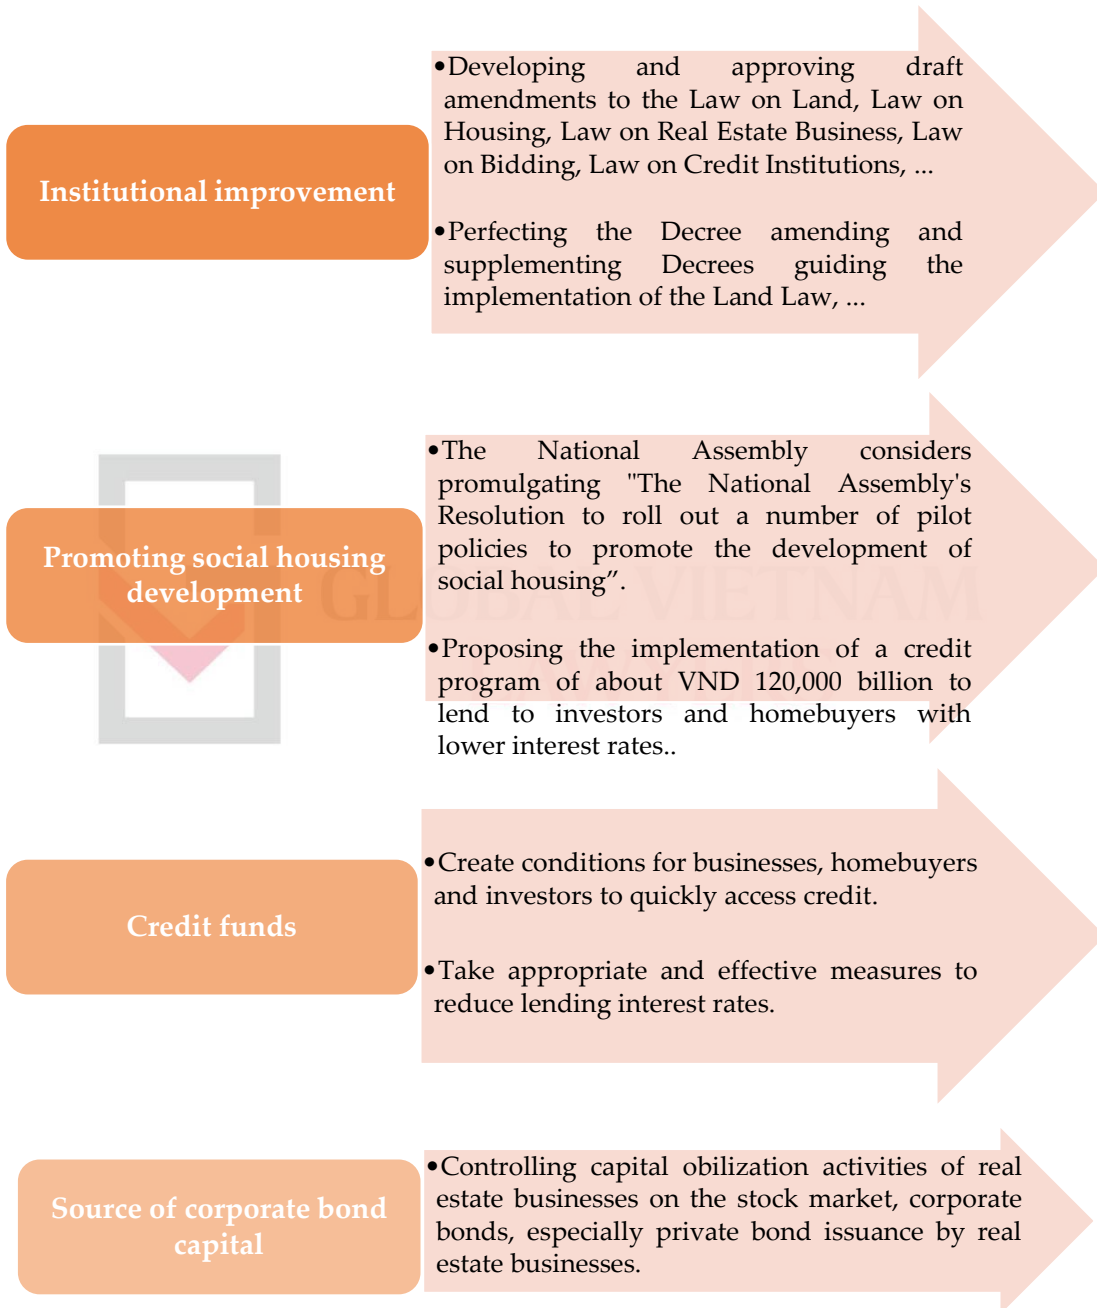 Institutional improvement
•Developing and approving draft
amendments to the Law on Land, Law on
Housing, Law on Real Estate Business, Law
on Bidding, Law on Credit Institutions, ...
•Perfecting the Decree amending and
supplementing Decrees guiding the
implementation of the Land Law, ...
Promoting social housing
development
•The National Assembly considers
promulgating "The National Assembly's
Resolution to roll out a number of pilot
policies to promote the development of
social housing”.
•Proposing the implementation of a credit
program of about VND 120,000 billion to
lend to investors and homebuyers with
lower interest rates..
GLOBAL VIETNAM
Credit funds
•Create conditions for businesses, homebuyers
and investors to quickly access credit.
•Take appropriate and effective measures to
reduce lending interest rates.
Source of corporate bond
capital
•Controlling capital obilization activities of real
estate businesses on the stock market, corporate
bonds, especially private bond issuance by real
estate businesses.